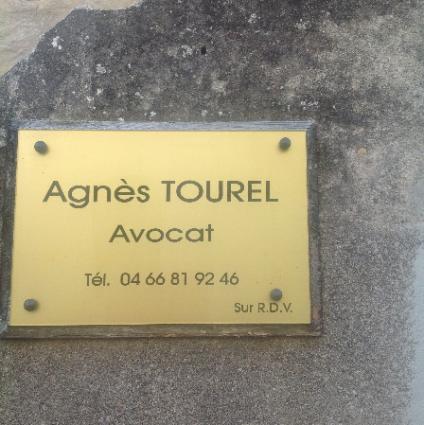 Agnès TOUREL
Avocat
Tél. 04 66 81 92 46
Sur R.D.V.